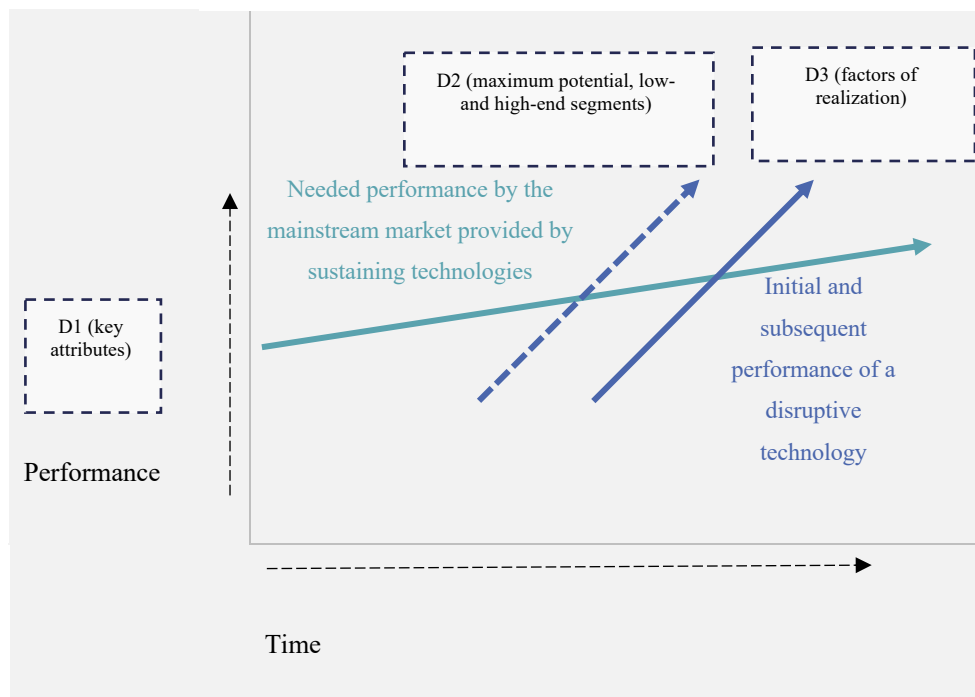 D2 (maximum potential, low-
and high-end segments)
D3 (factors of
realization)
Needed performance by the
mainstream market provided by
sustaining technologies
D1 (key
attributes)
Initial and
subsequent
performance of a
disruptive
technology
Performance
Time